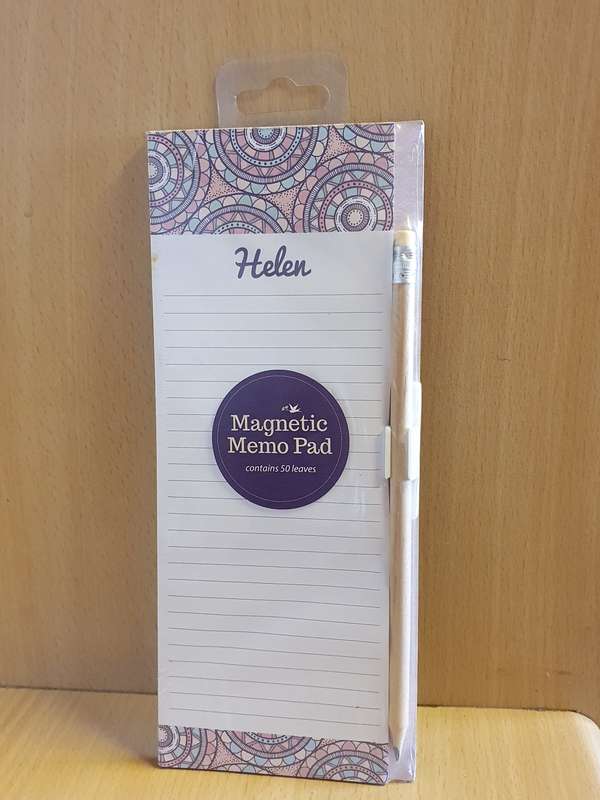 Helen
Magnetic
Memo Pad
contains 50 leaves